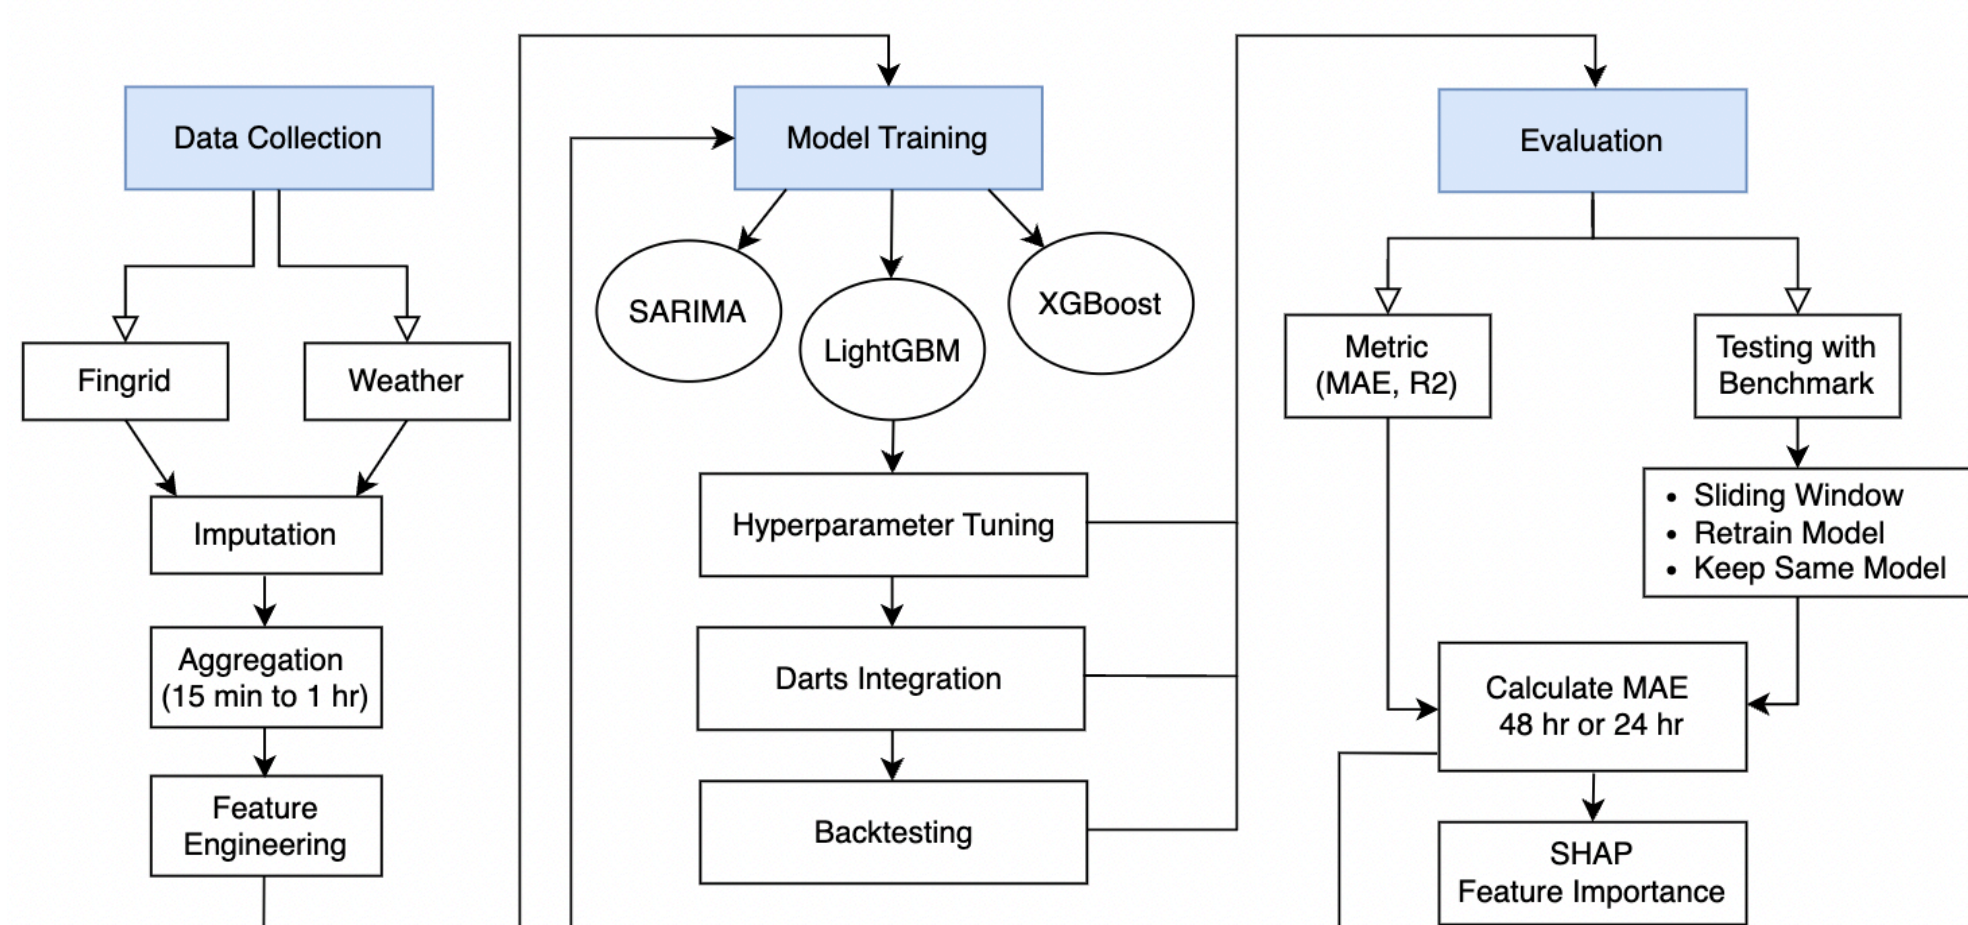 Data Collection
Fingrid
Weather
Imputation
Aggregation
(15 min to 1 hr)
Feature
Engineering
Model Training
SARIMA
LightGBM
XGBoost
Hyperparameter Tuning
Darts Integration
Backtesting
Evaluation
Metric
(MAE, R2)
Testing with
Benchmark
• Sliding Window
• Retrain Model
• Keep Same Model
Calculate MAE
48 hr or 24 hr
SHAP
Feature Importance